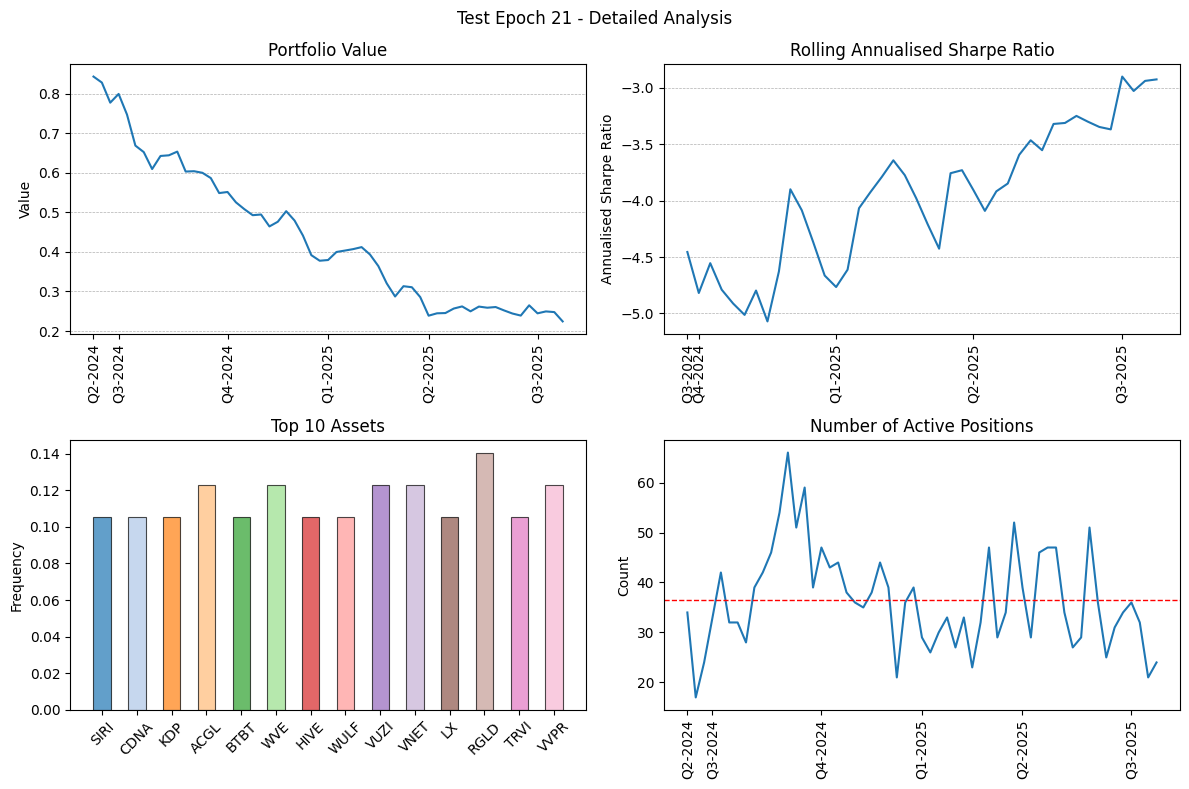 Test Epoch 21 - Detailed Analysis
Portfolio Value
Value
0.8
0.7
0.6
0.5
0.4
0.3
0.2
Q2-2024
Q3-2024
Q4-2024
Q1-2025
Q2-2025
Q3-2025
Rolling Annualised Sharpe Ratio
Annualised Sharpe Ratio
−3.0
−3.5
−4.0
−4.5
−5.0
Q3-2024
Q4-2024
Q1-2025
Q2-2025
Q3-2025
Top 10 Assets
Frequency
0.14
0.12
0.10
0.08
0.06
0.04
0.02
0.00
SIRI
CDNA
KDP
ACGL
BTBT
WVE
HIVE
WULF
VUZI
VNET
LX
RGLD
TRVI
VVPR
Number of Active Positions
Count
60
50
40
30
20
Q2-2024
Q3-2024
Q4-2024
Q1-2025
Q2-2025
Q3-2025